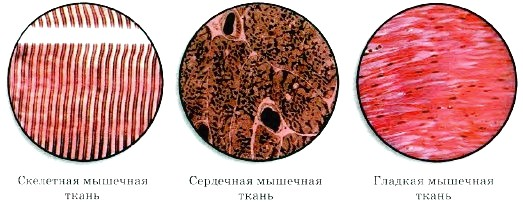 Скелетная мышечная
ткань
Сердечная мышечная
ткань
Гладкая мышечная
ткань